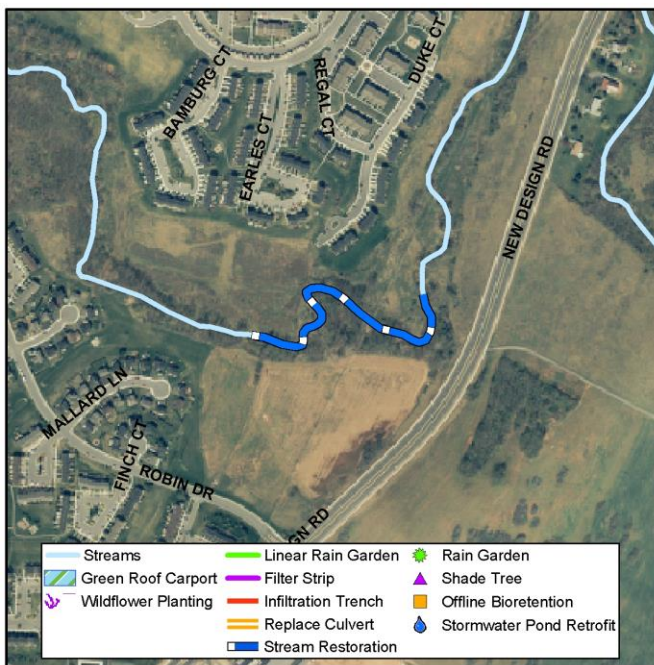 BAMBURG CT
EARLES CT
REGAL CT
DUKE CT
NEW DESIGN RD
MALLARD LN
FINCH CT
ROBIN DR
GN RD
Streams
Green Roof Carport
Wildflower Planting
Linear Rain Garden
Filter Strip
Infiltration Trench
Replace Culvert
Stream Restoration
Rain Garden
Shade Tree
Offline Bioretention
Stormwater Pond Retrofit